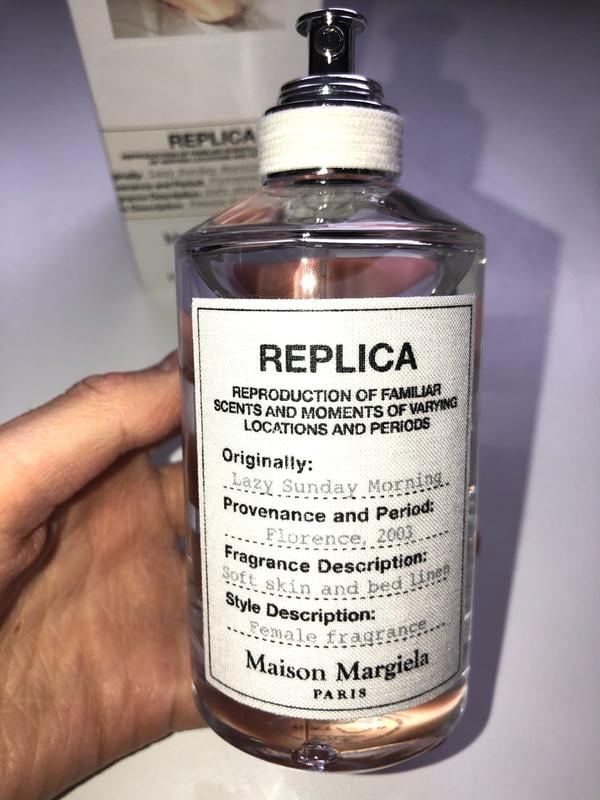 REPLICA
REPLICA
REPRODUCTION OF FAMILIAR
SCENTS AND MOMENTS OF VARYING
LOCATIONS AND PERIODS
Originally:
Lazy Sunday Morning
Provenance and Period:
Florence, 2003
Fragrance Description:
Soft skin and bed linen
Style Description:
Female fragrance
Maison Margiela
PARIS